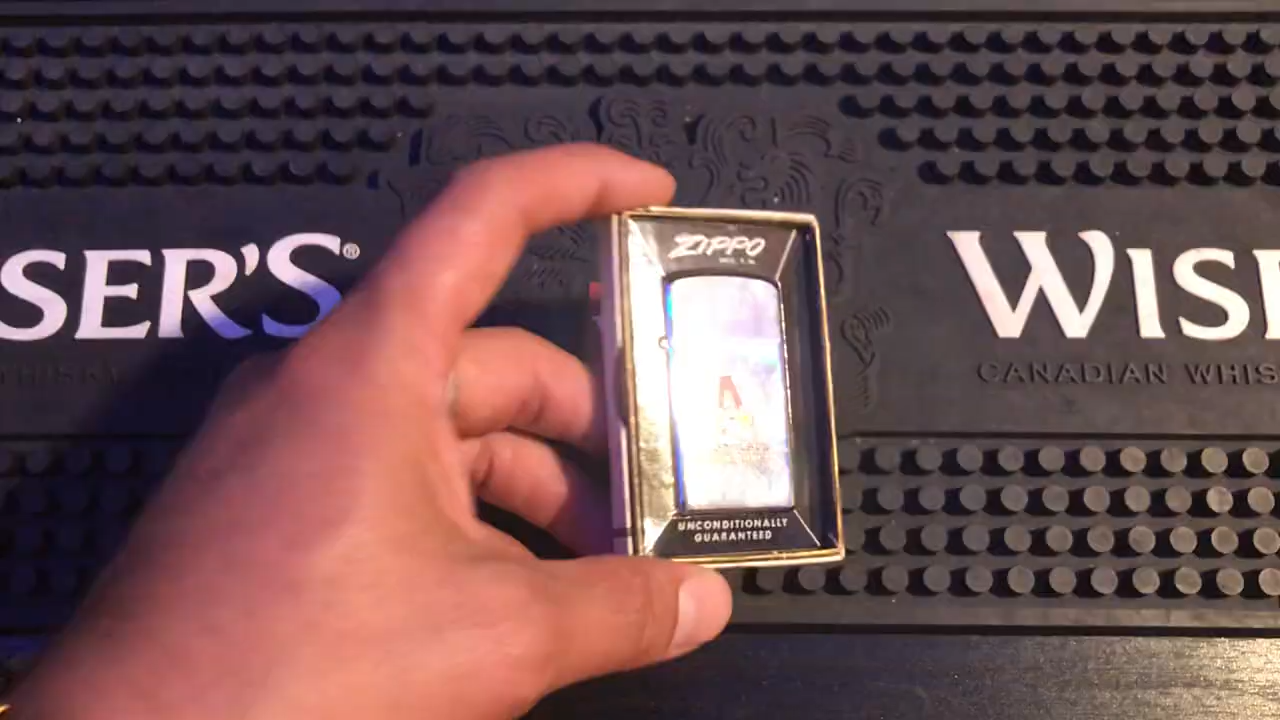 ZIPPO
SER'S®
WISE
CANADIAN WHIS
UNCONDITIONALLY
GUARANTEED